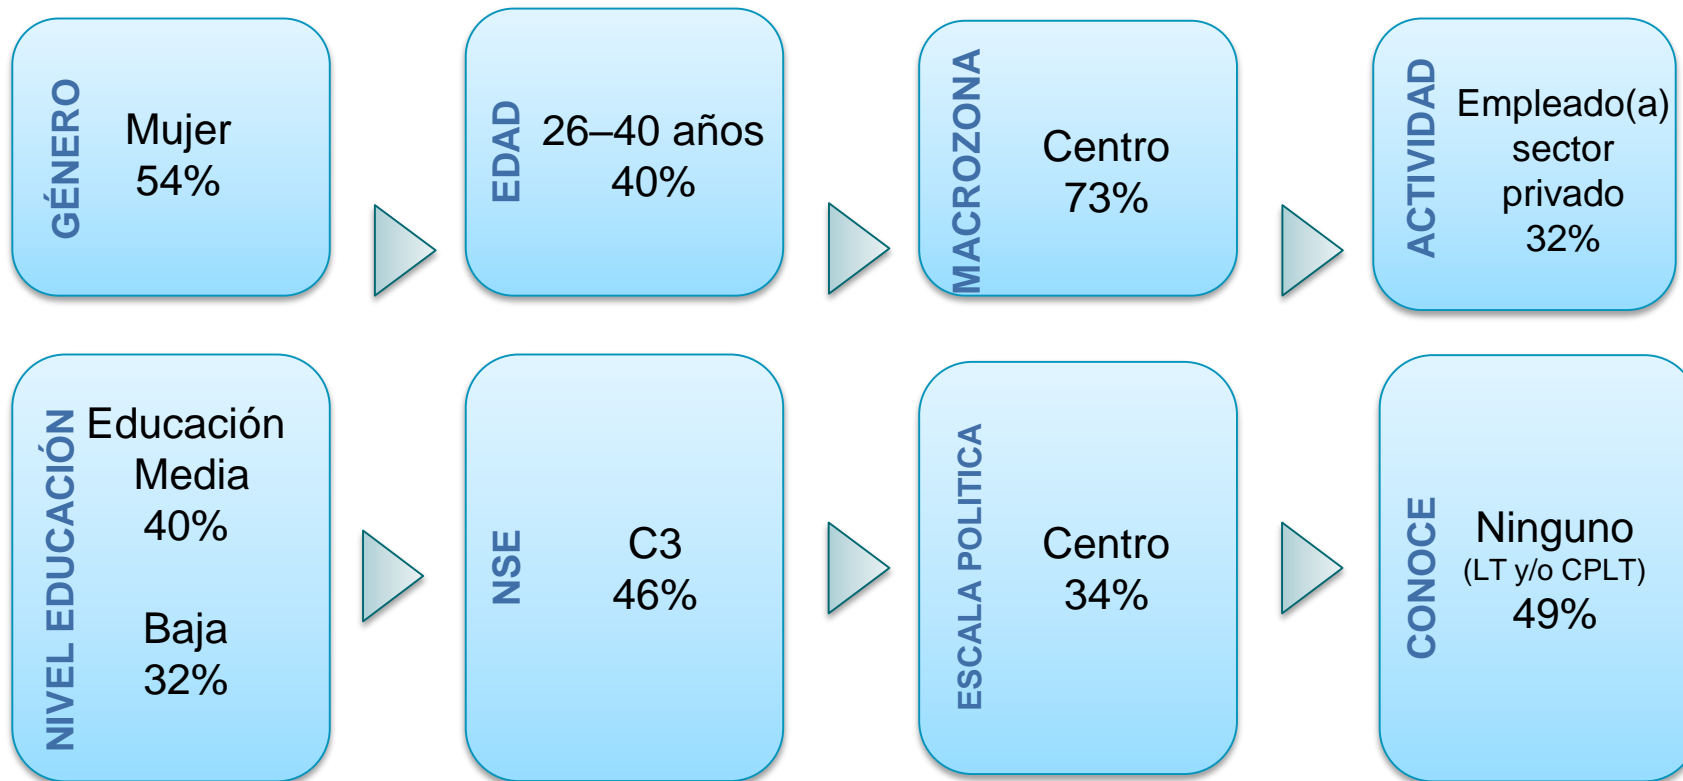 GÉNERO
Mujer
54%
EDAD
26–40 años
40%
MACROZONA
Centro
73%
ACTIVIDAD
Empleado(a)
sector
privado
32%
NIVEL EDUCACIÓN
Educación
Media
40%
Baja
32%
NSE
C3
46%
ESCALA POLITICA
Centro
34%
CONOCE
Ninguno
(LT y/o CPLT)
49%